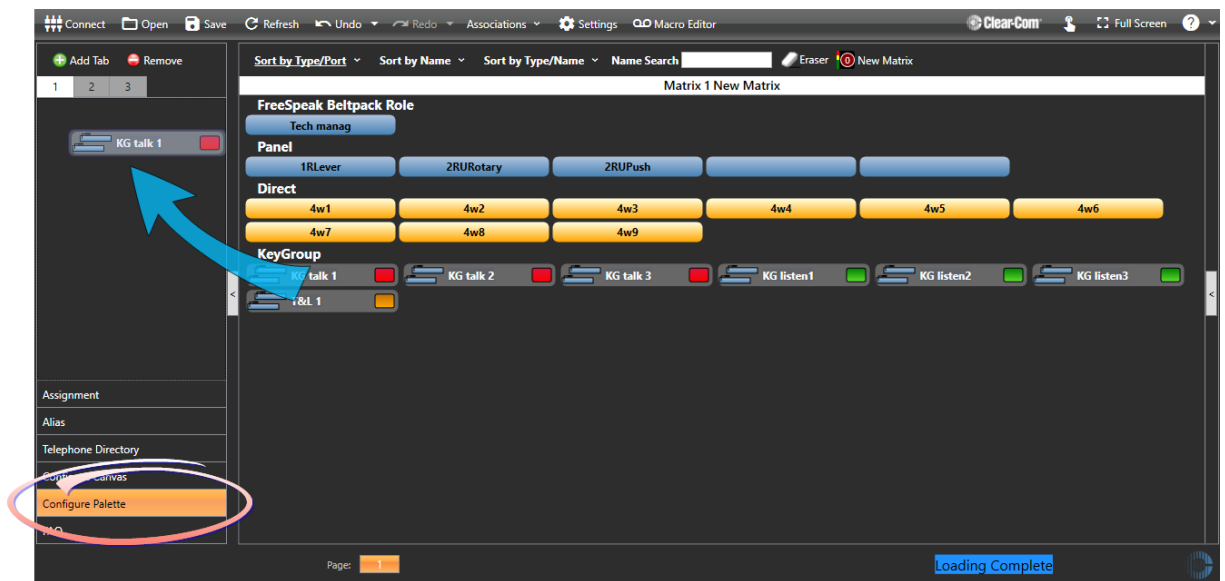 Connect Open Save Refresh Undo Redo Associations Settings Macro Editor Clear-Com Full Screen ?
Add Tab Remove
Sort by Type/Port Sort by Name Sort by Type/Name Name Search Eraser 0 New Matrix
1 2 3
Matrix 1 New Matrix
FreeSpeak Beltpack Role
Tech manag
KG talk 1
Panel
1RLever 2RURotary 2RUPush
Direct
4w1 4w2 4w3 4w4 4w5 4w6
4w7 4w8 4w9
KeyGroup
KG talk 1 KG talk 2 KG talk 3 KG listen1 KG listen2 KG listen3
T&L 1
< <
Assignment
Alias
Telephone Directory
Canvas
Configure Palette
Page: 1
Loading Complete